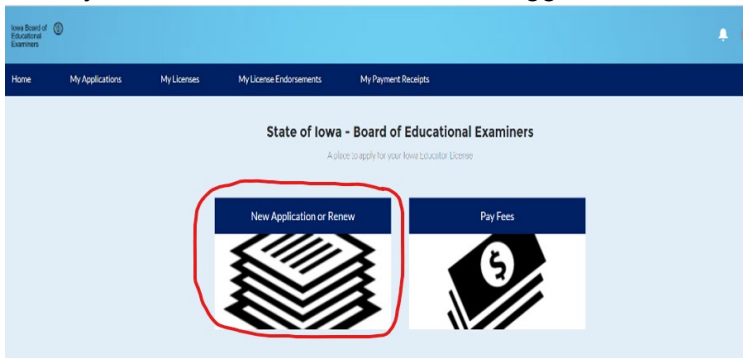 Iowa Board of
Educational
Examiners
Home My Applications My Licenses My License Endorsements My Payment Receipts
State of Iowa - Board of Educational Examiners
A place to apply for your Iowa Educator License
New Application or Renew Pay Fees
$